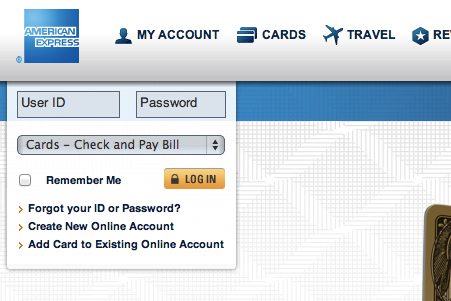 AMERICAN
EXPRESS
®
MY ACCOUNT
CARDS
TRAVEL
User ID
Password
Cards – Check and Pay Bill
Remember Me
LOG IN
Forgot your ID or Password?
Create New Online Account
Add Card to Existing Online Account